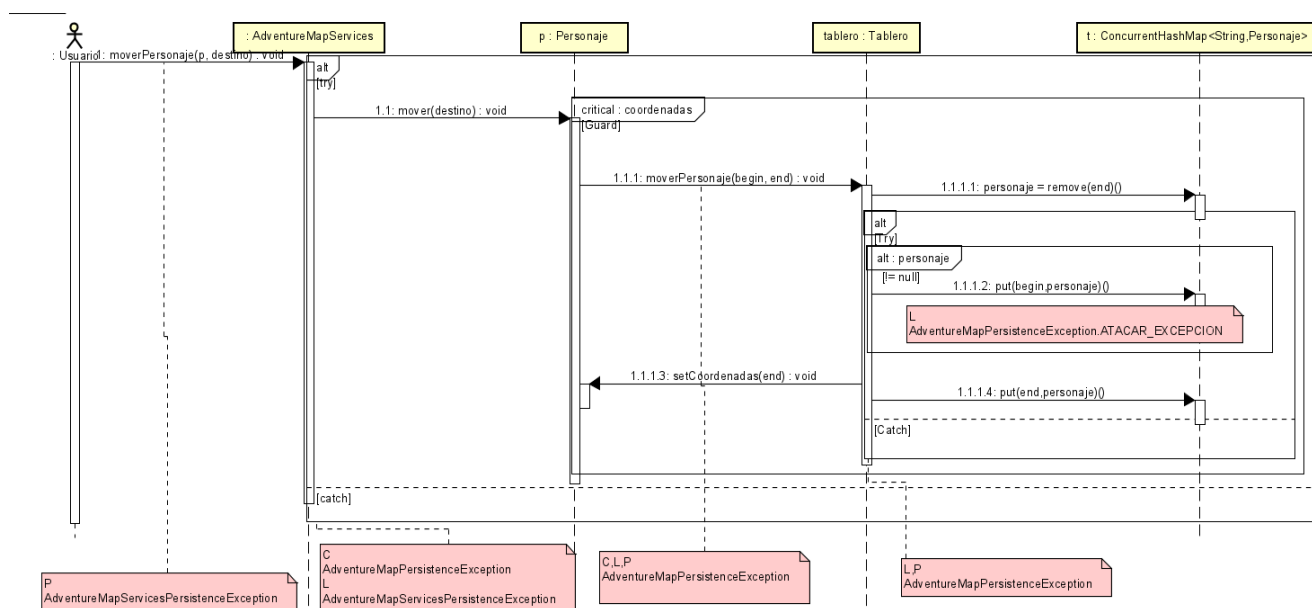 : AdventureMapServices
p : Personaje
tablero : Tablero
t : ConcurrentHashMap<String,Personaje>
: Usuario
1: moverPersonaje(p, destino) : void
alt
[try]
1.1: mover(destino) : void
critical : coordenadas
[Guard]
1.1.1: moverPersonaje(begin, end) : void
1.1.1.1: personaje = remove(end)()
alt
[Try]
alt : personaje
[!= null]
1.1.1.2: put(begin,personaje)()
L
AdventureMapPersistenceException.ATACAR_EXCEPCION
1.1.1.3: setCoordenadas(end) : void
1.1.1.4: put(end,personaje)()
[Catch]
[catch]
P
AdventureMapServicesPersistenceException
C
AdventureMapPersistenceException
L
AdventureMapServicesPersistenceException
C,L,P
AdventureMapPersistenceException
L,P
AdventureMapPersistenceException